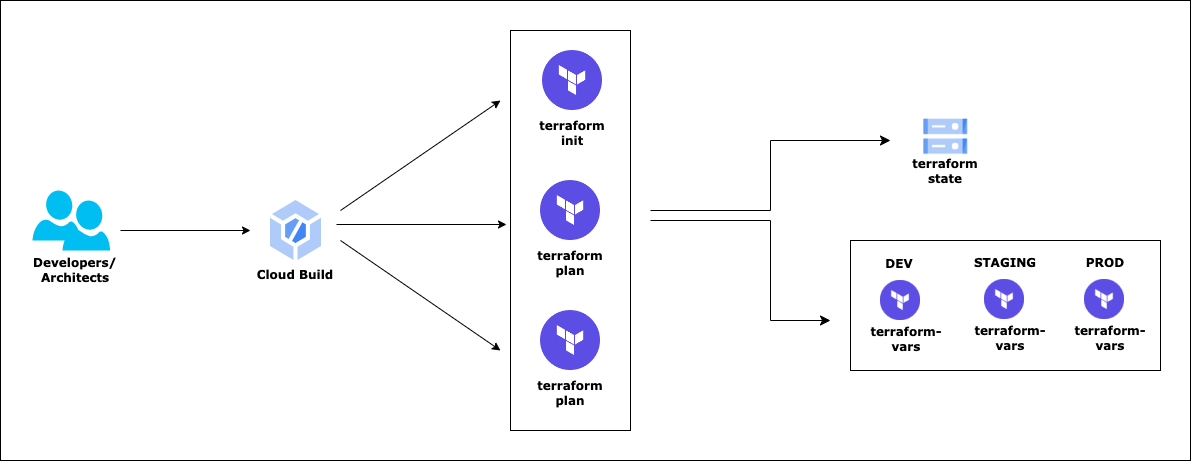 Developers/
Architects
Cloud Build
terraform
init
terraform
plan
terraform
plan
terraform
state
DEV
terraform-
vars
STAGING
terraform-
vars
PROD
terraform-
vars